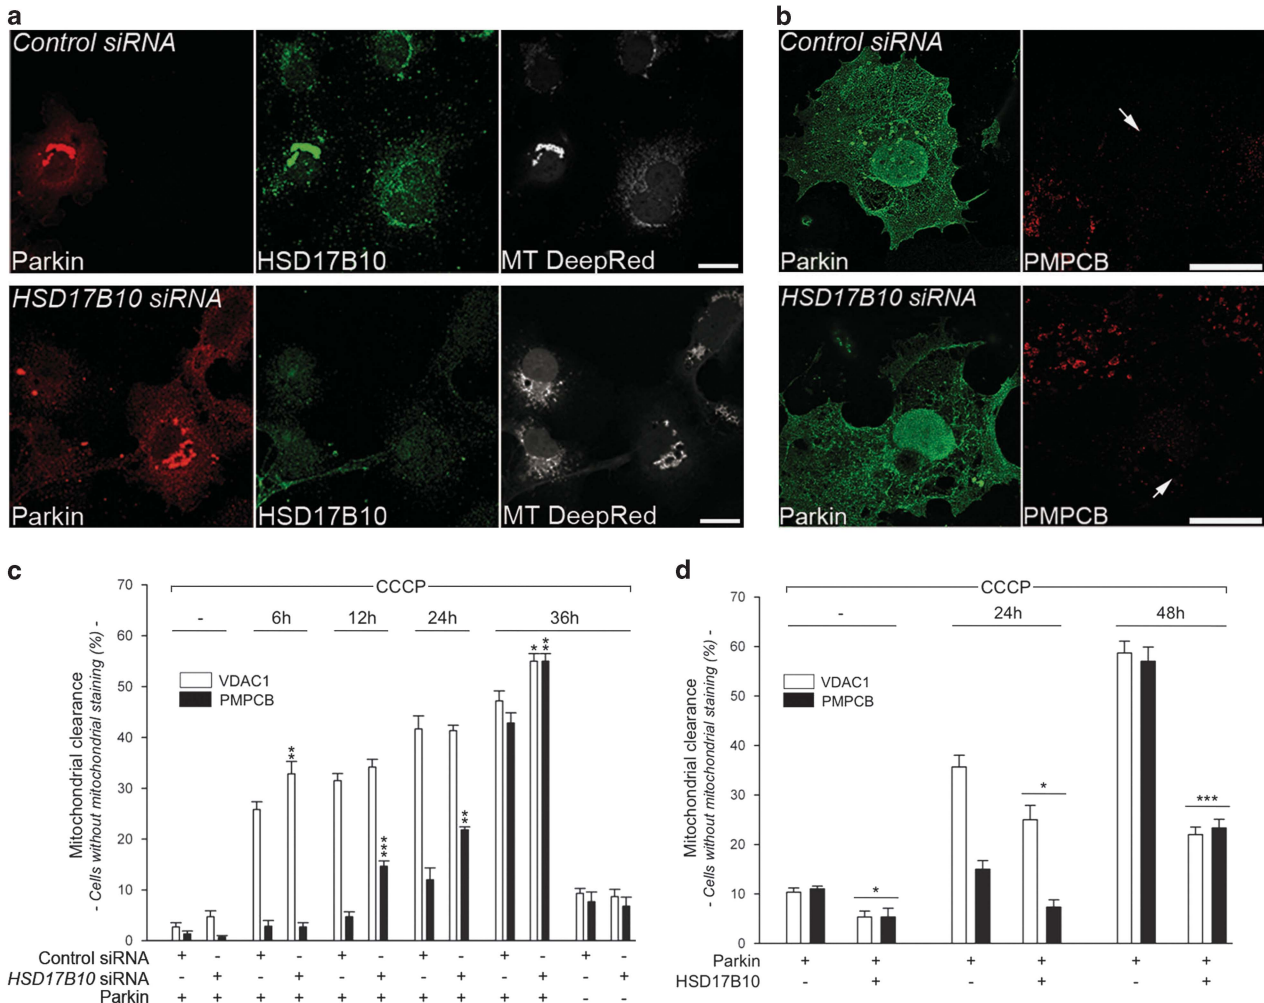 a
Control siRNA
Parkin
HSD17B10
MT DeepRed
HSD17B10 siRNA
Parkin
HSD17B10
MT DeepRed
b
Control siRNA
Parkin
PMPCB
HSD17B10 siRNA
Parkin
PMPCB
c
Mitochondrial clearance
- Cells without mitochondrial staining (%) -
70
60
50
40
30
20
10
0
CCCP
- 6h 12h 24h 36h
VDAC1
PMPCB
** *** ** * **
Control siRNA + - + - + - + - + - + -
HSD17B10 siRNA - + - + - + - + - + - +
Parkin + + + + + + + + + + - -
d
Mitochondrial clearance
- Cells without mitochondrial staining (%) -
70
60
50
40
30
20
10
0
CCCP
- 24h 48h
VDAC1
PMPCB
* * ***
Parkin + + + + + +
HSD17B10 - + - + - +